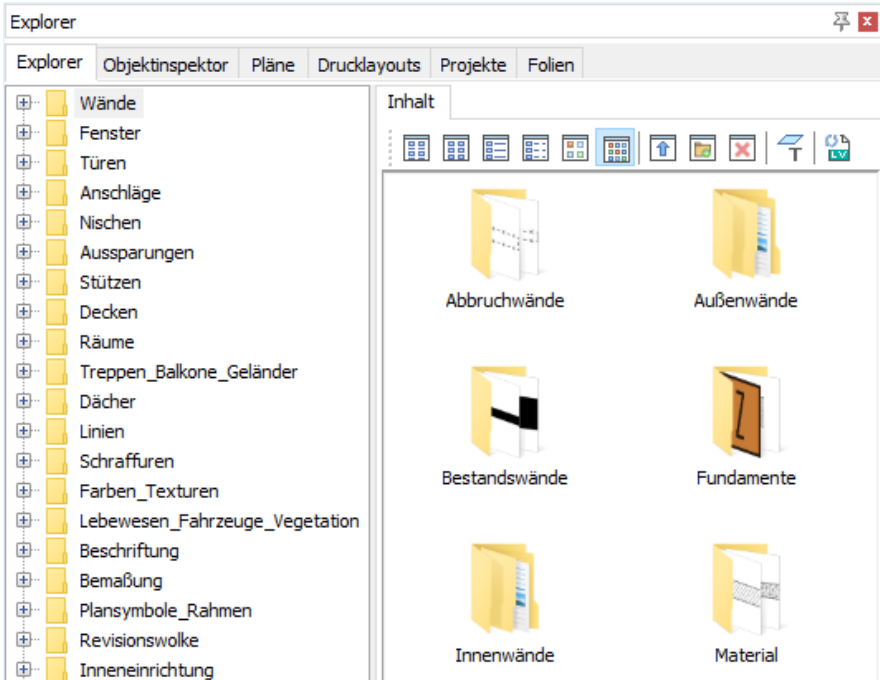 Explorer
Explorer Objektinspektor Pläne Drucklayouts Projekte Folien
Wände
Fenster
Türen
Anschläge
Nischen
Aussparungen
Stützen
Decken
Räume
Treppen_Balkone_Geländer
Dächer
Linien
Schraffuren
Farben_Texturen
Lebewesen_Fahrzeuge_Vegetation
Beschriftung
Bemaßung
Plansymbole_Rahmen
Revisionswolke
Inneneinrichtung
Inhalt
T LV
Abbruchwände Außenwände
Bestandswände Fundamente
Innenwände Material